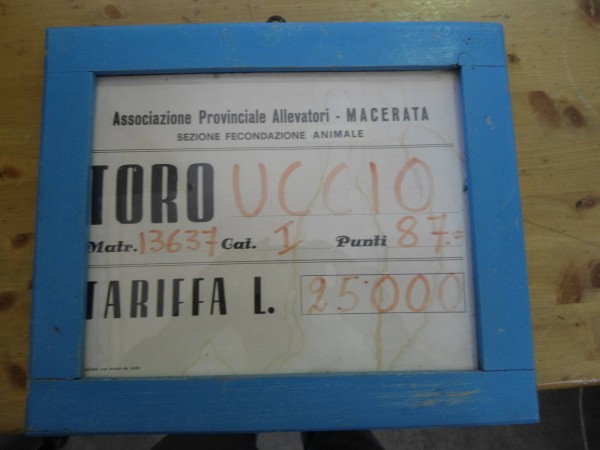 Associazione Provinciale Allevatori - MACERATA
SEZIONE FECONDAZIONE ANIMALE
TORO UCCIO
Matr. 13637 Cat. I Punti 87.=
TARIFFA L. 25000